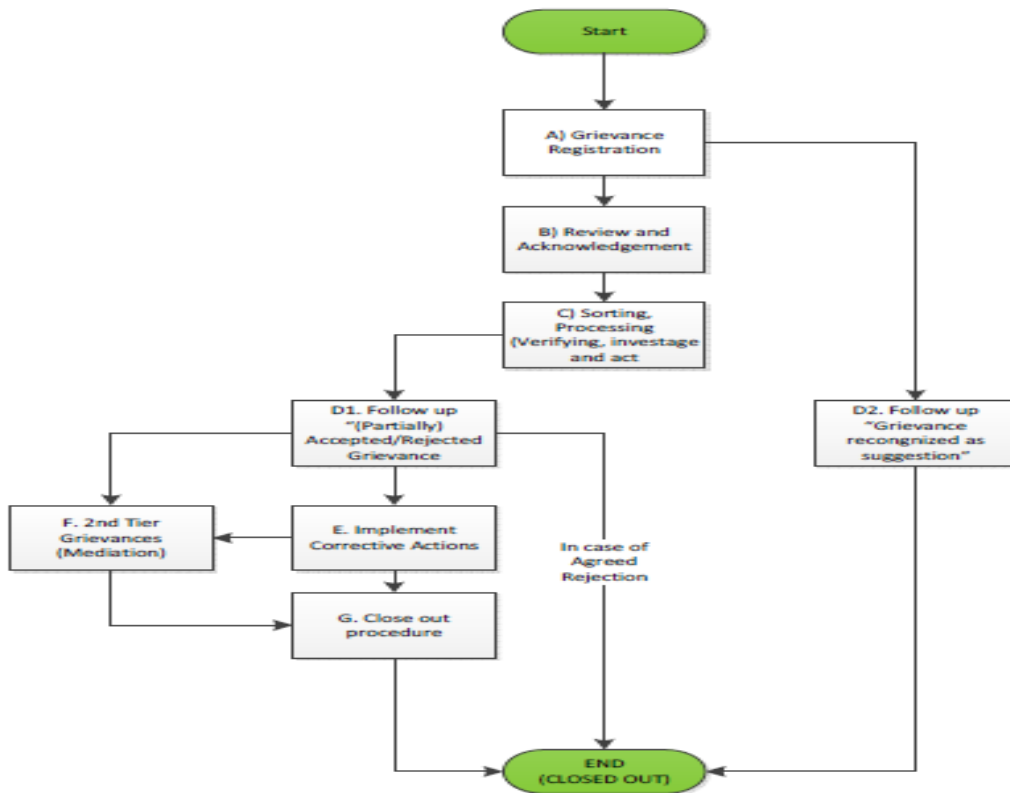 Start
A) Grievance
Registration
B) Review and
Acknowledgement
C) Sorting,
Processing
(Verifying, investage
and act
D1. Follow up
"(Partially)
Accepted/Rejected
Grievance
D2. Follow up
"Grievance
recongnized as
suggestion"
F. 2nd Tier
Grievances
(Mediation)
E. Implement
Corrective Actions
In case of
Agreed
Rejection
G. Close out
procedure
END
(CLOSED OUT)